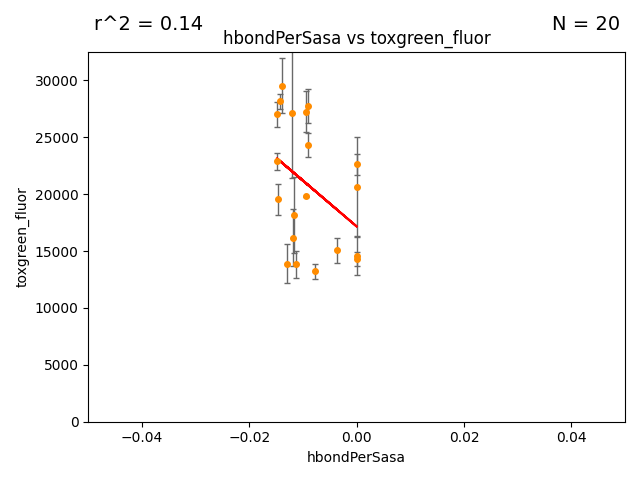 r^2 = 0.14
N = 20
hbondPerSasa vs toxgreen_fluor
30000
25000
20000
15000
10000
5000
0
toxgreen_fluor
−0.04
−0.02
0.00
0.02
0.04
hbondPerSasa